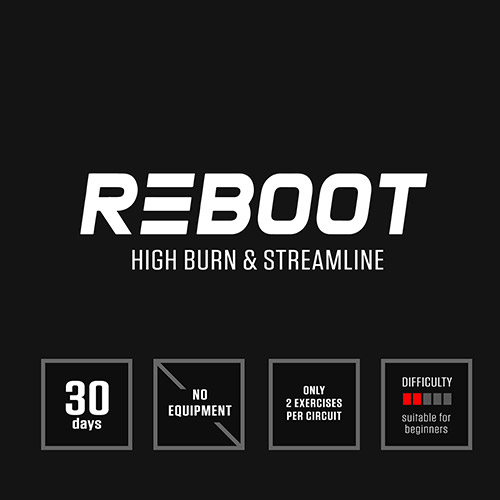 REBOOT
HIGH BURN & STREAMLINE
30
days
NO
EQUIPMENT
ONLY
2 EXERCISES
PER CIRCUIT
DIFFICULTY
suitable for
beginners